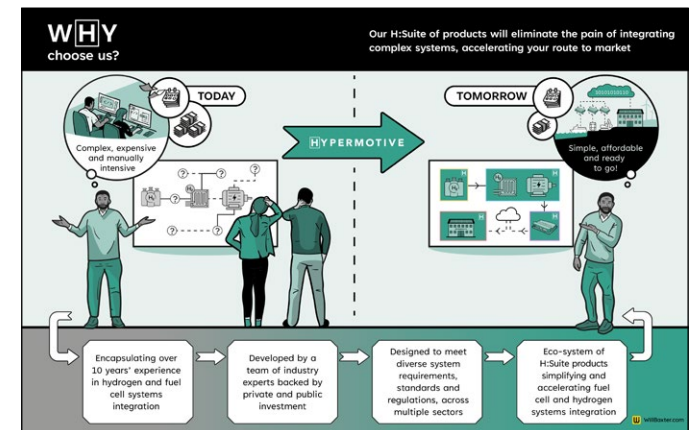 WHY
choose us?
Our H:Suite of products will eliminate the pain of integrating
complex systems, accelerating your route to market
TODAY
Complex, expensive
and manually
intensive
HYPERMOTIVE
TOMORROW
Simple, affordable
and ready
to go!
?
?
?
?
?
?
H
H
H
H
Encapsulating over
10 years' experience
in hydrogen and fuel
cell systems
integration
Developed by a
team of industry
experts backed by
private and public
investment
Designed to meet
diverse system
requirements,
standards and
regulations, across
multiple sectors
Eco-system of
H:Suite products
simplifying and
accelerating fuel
cell and hydrogen
systems integration
WillBaxter.com